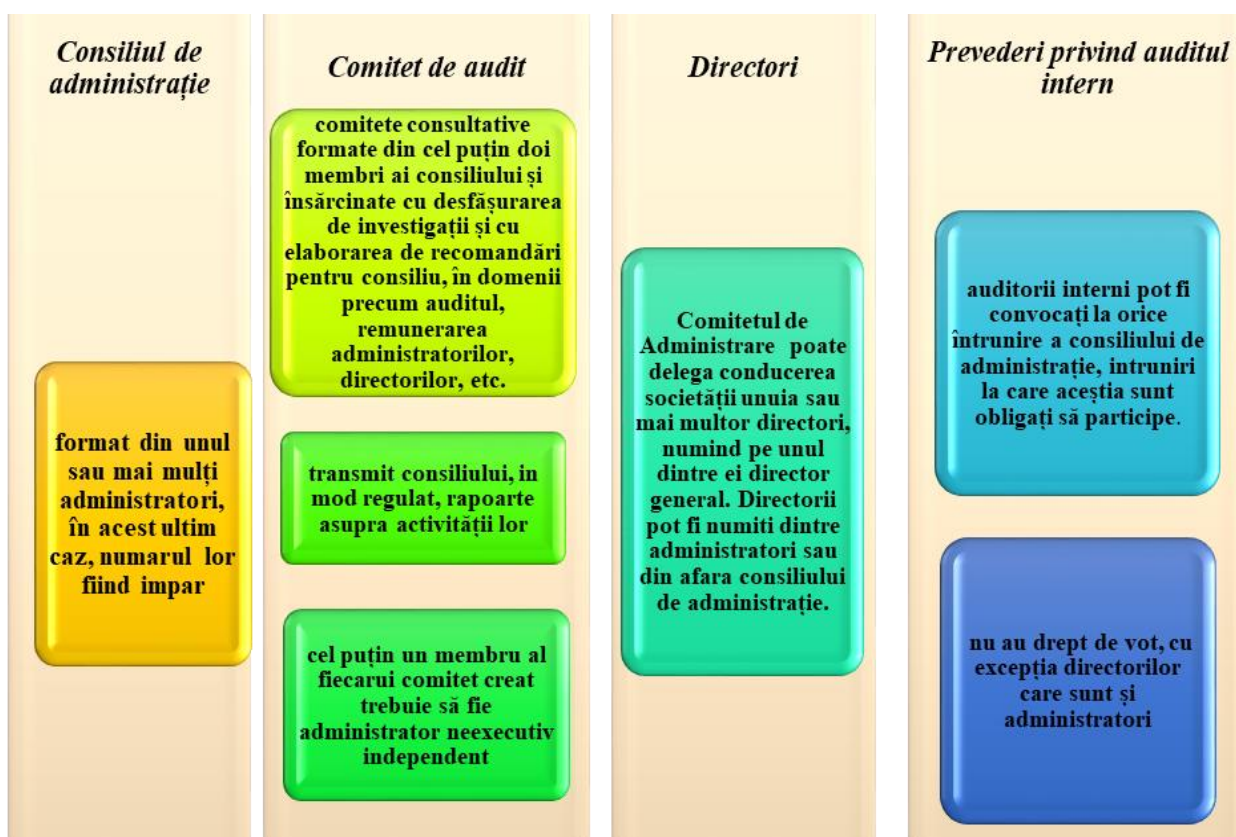 Consiliul de
administrație
format din unul
sau mai mulți
administratori,
în acest ultim
caz, numarul lor
fiind impar
Comitet de audit
comitete consultative
formate din cel puțin doi
membri ai consiliului și
însărcinate cu desfășurarea
de investigații și cu
elaborarea de recomandări
pentru consiliu, în domenii
precum auditul,
remunerarea
administratorilor,
directorilor, etc.
transmit consiliului, in
mod regulat, rapoarte
asupra activității lor
cel puțin un membru al
fiecarui comitet creat
trebuie să fie
administrator neexecutiv
independent
Directori
Comitetul de
Administrare poate
delega conducerea
societății unuia sau
mai multor directori,
numind pe unul
dintre ei director
general. Directorii
pot fi numiti dintre
administratori sau
din afara consiliului
de administrație.
Prevederi privind auditul
intern
auditorii interni pot fi
convocați la orice
întrunire a consiliului de
administrație, intruniri
la care aceștia sunt
obligați să participe.
nu au drept de vot, cu
excepția directorilor
care sunt și
administratori